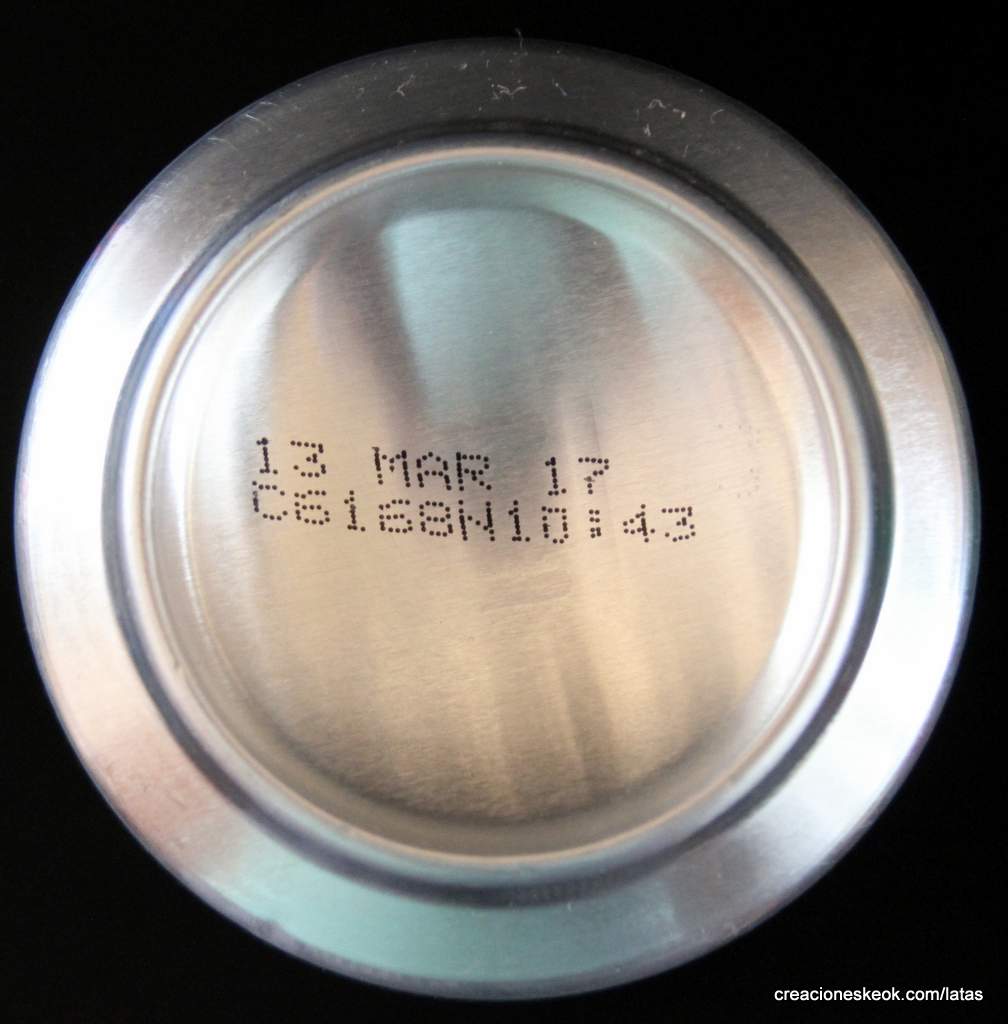 13 MAR 17
C6168N10:43
creacioneskeok.com/latas